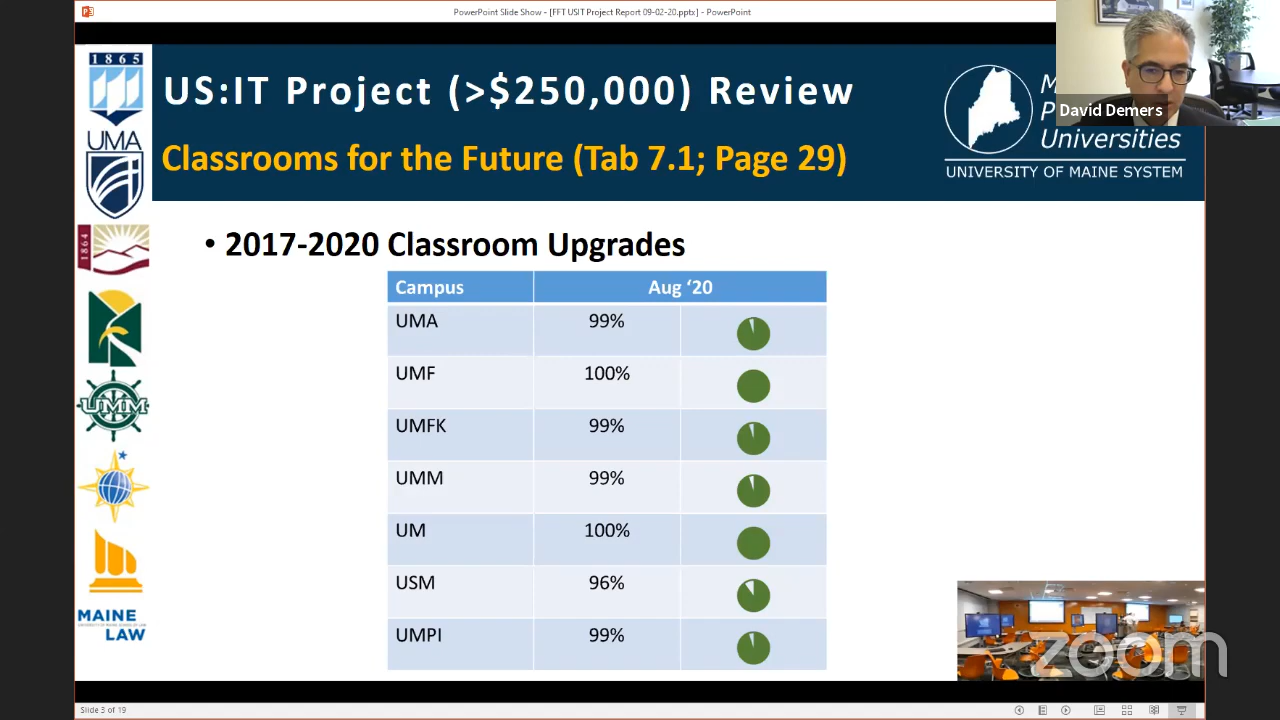 PowerPoint Slide Show - [FFT USIT Project Report 09-02-20.pptx] - PowerPoint
1865
UMA
1864
UMM
MAINE
LAW
US:IT Project (>$250,000) Review
Classrooms for the Future (Tab 7.1; Page 29)
M
P
Universities
UNIVERSITY OF MAINE SYSTEM
David Demers
• 2017-2020 Classroom Upgrades
Campus Aug ‘20
UMA 99%
UMF 100%
UMFK 99%
UMM 99%
UM 100%
USM 96%
UMPI 99%
zoom
Slide 3 of 19